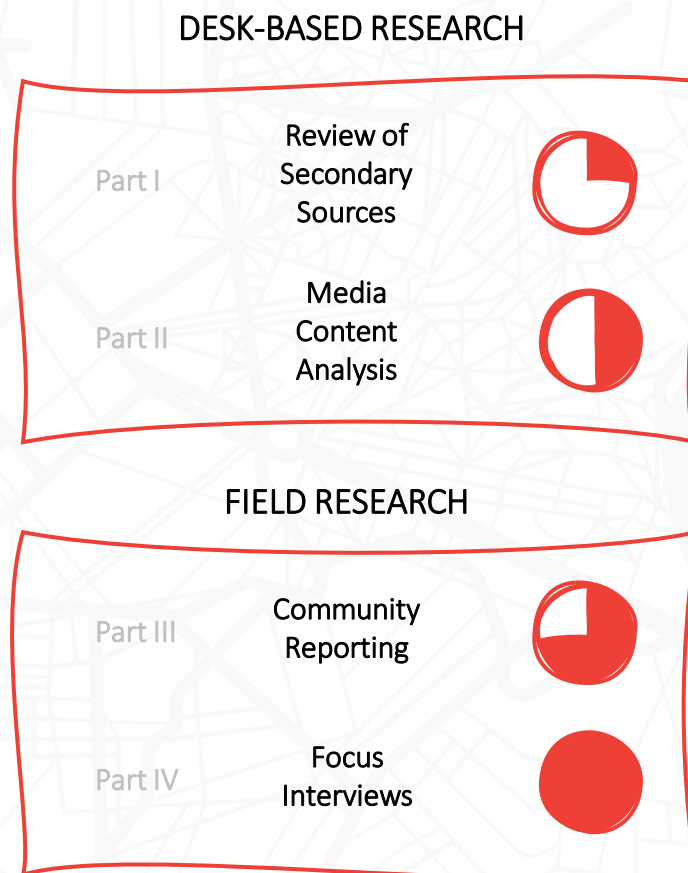 DESK-BASED RESEARCH
Part I
Review of
Secondary
Sources
Part II
Media
Content
Analysis
FIELD RESEARCH
Part III
Community
Reporting
Part IV
Focus
Interviews